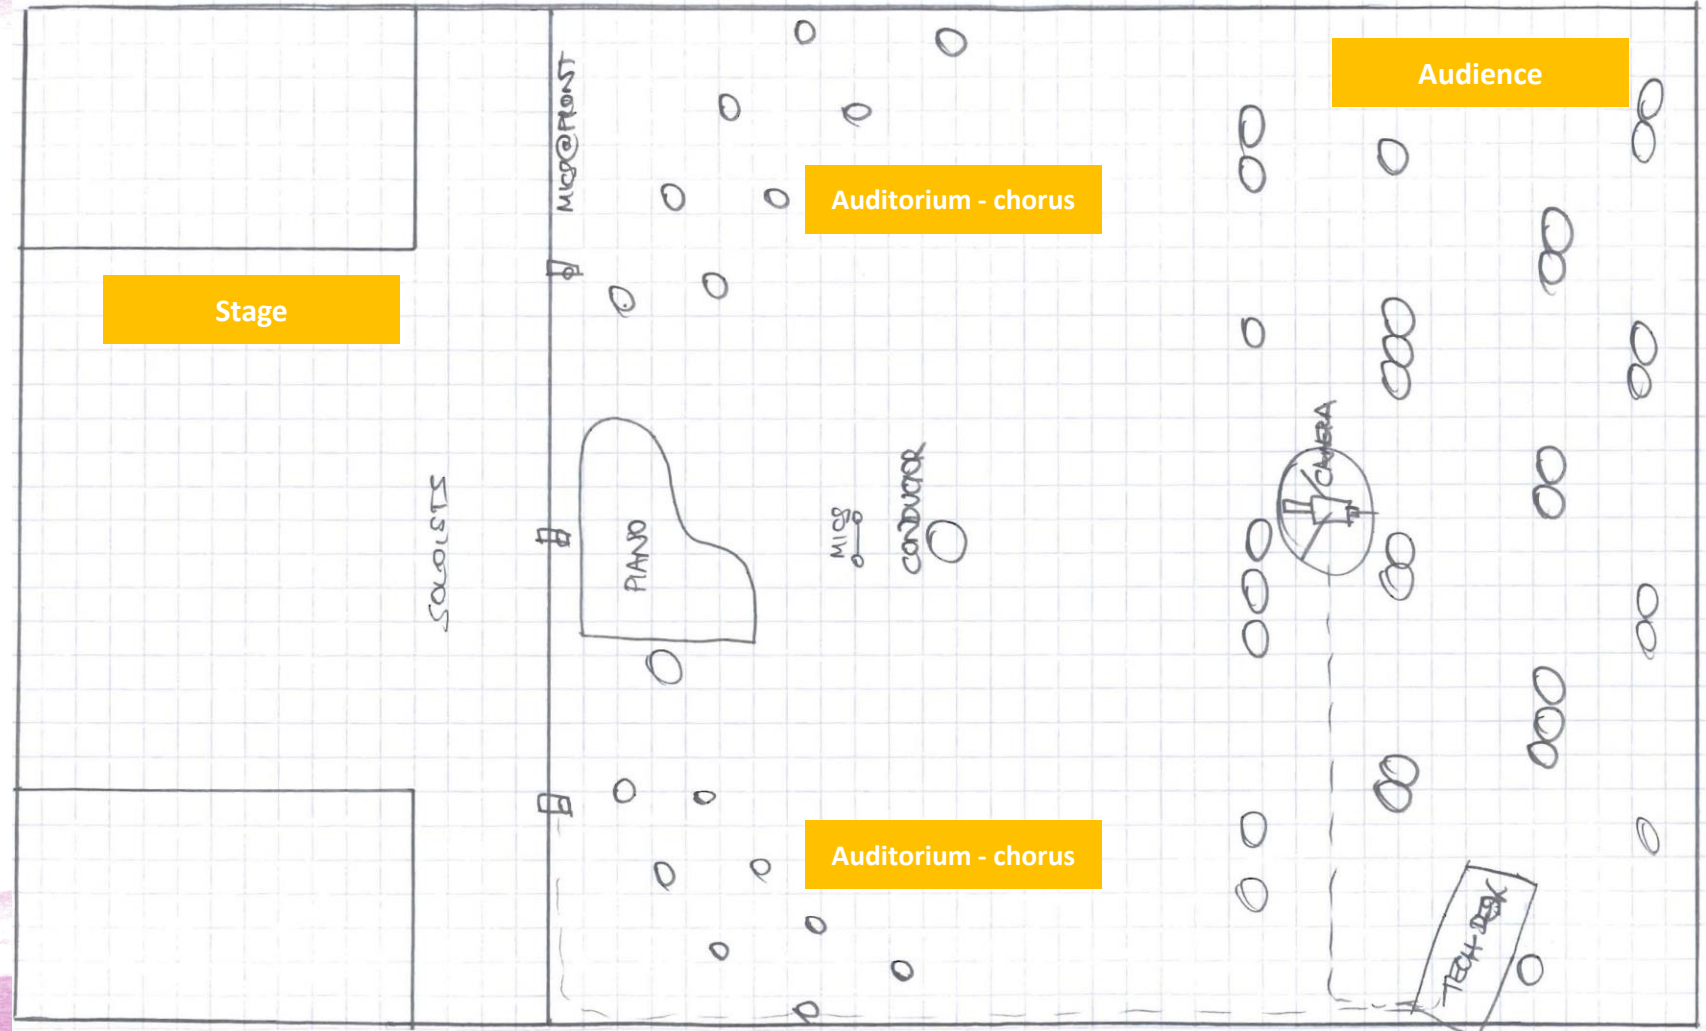 Audience
MICS@FRONT
Auditorium - chorus
Stage
SOLOISTS
PIANO
MICS
CONDUCTOR
CAMERA
Auditorium - chorus
TECH-DESK